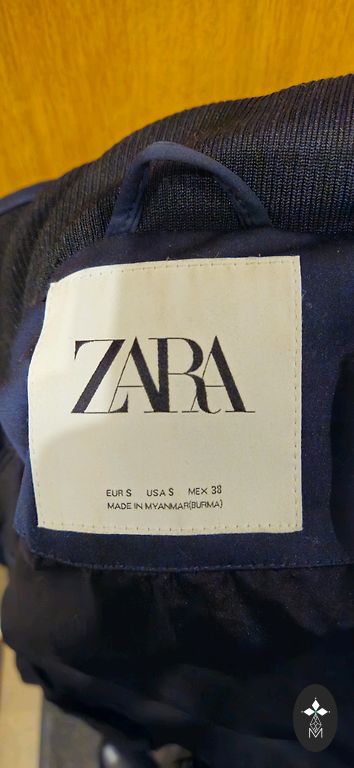 ZARA
EUR S USA S MEX 38
MADE IN MYANMAR(BURMA)
M